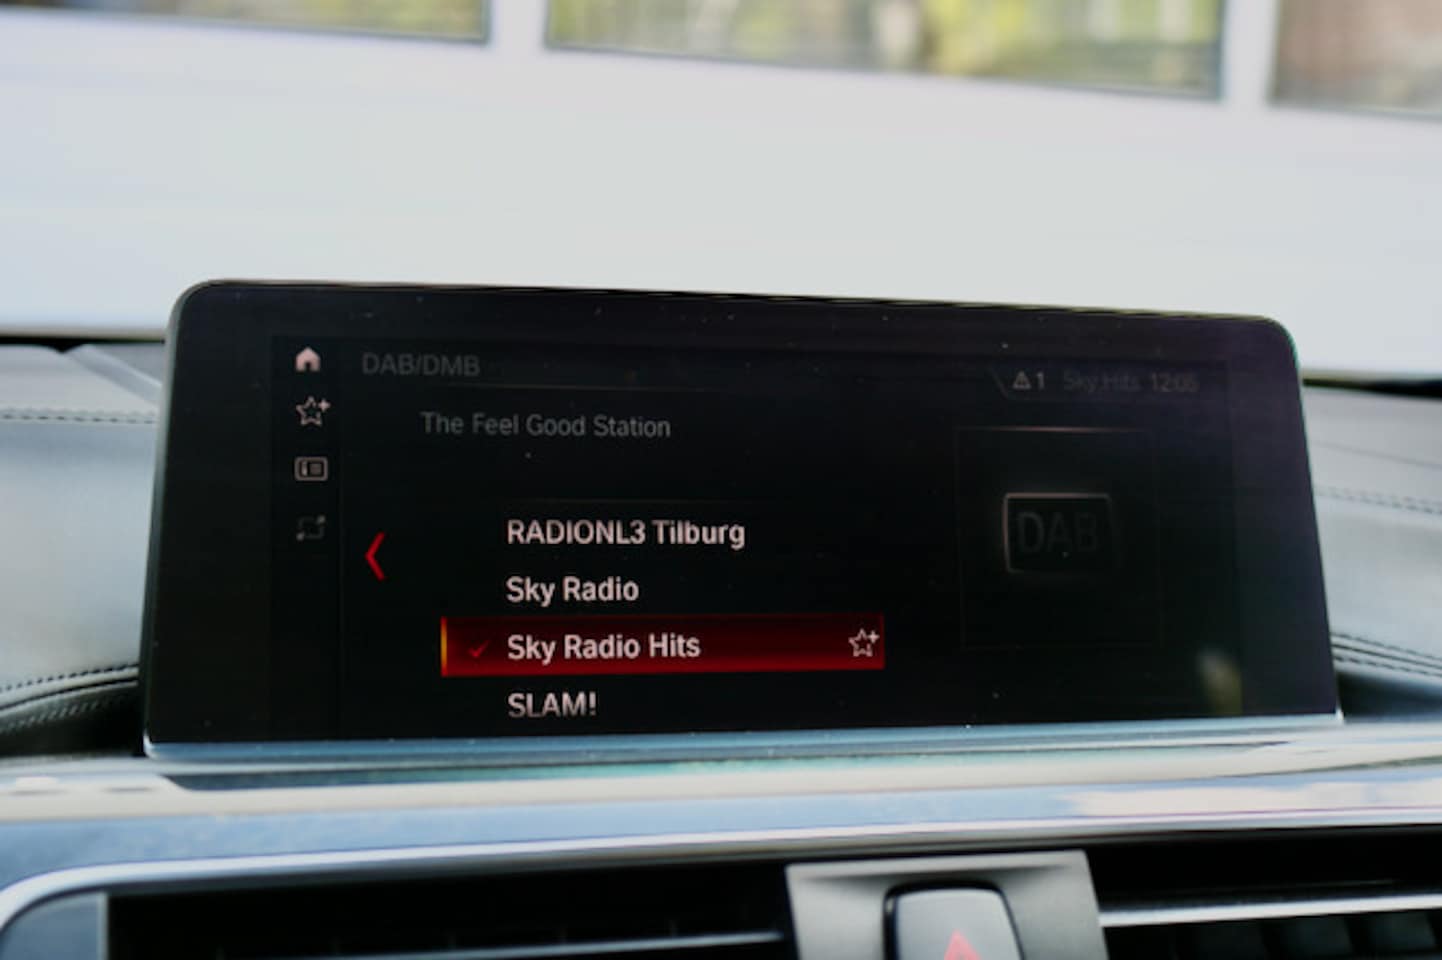 DAB/DMB
1 Sky.Hits 12:06
The Feel Good Station
DAB
RADIONL3 Tilburg
Sky Radio
Sky Radio Hits
SLAM!